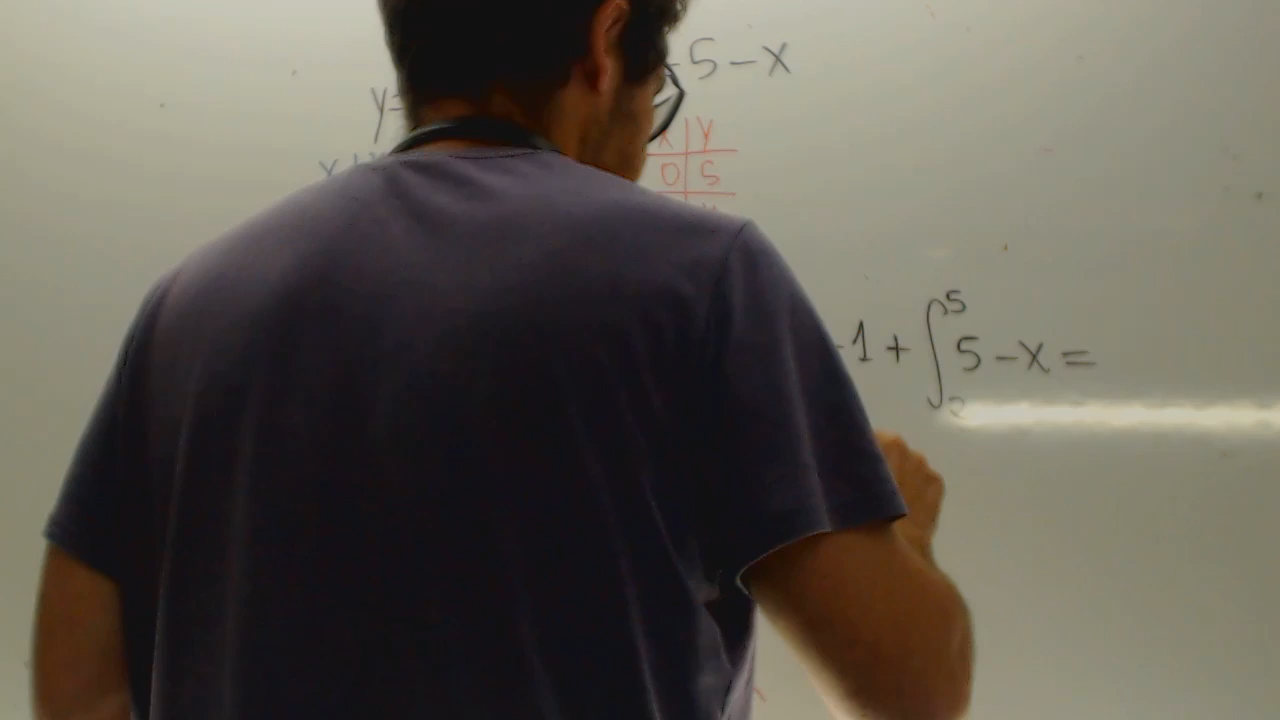 5-x
y=
x y
0 5
1 + ∫₂⁵ 5-x =